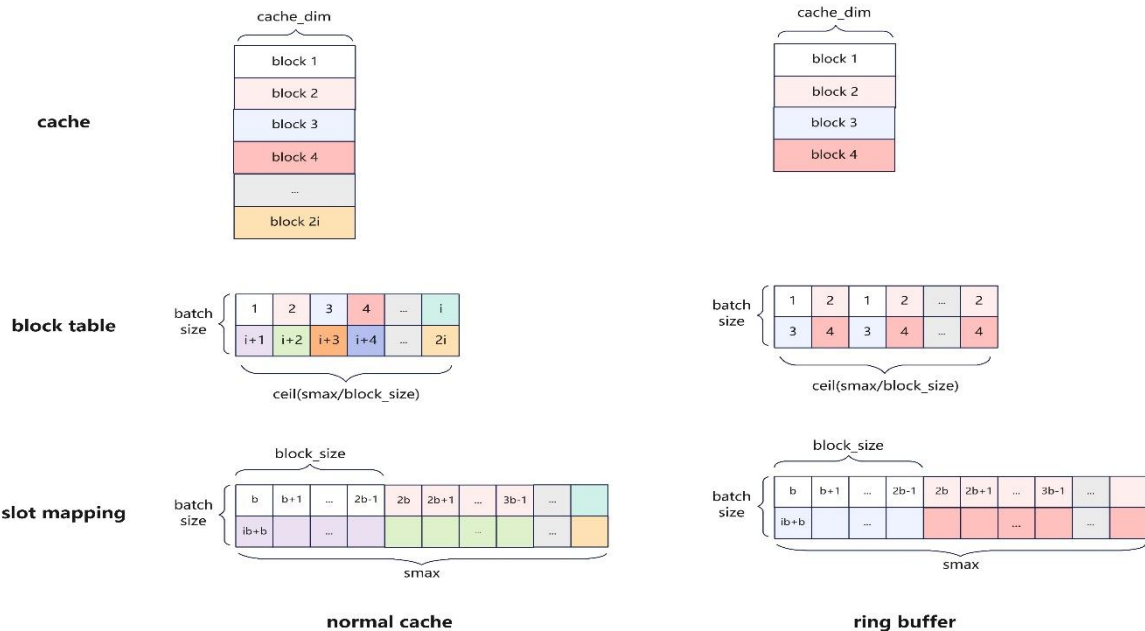 cache_dim cache_dim
block 1 block 1
block 2 block 2
cache block 3 block 3
block 4 block 4
...
block 2i
block table batch size 1 2 3 4 ... i batch size 1 2 1 2 ... 2
i+1 i+2 i+3 i+4 ... 2i 3 4 3 4 ... 4
ceil(smax/block_size) ceil(smax/block_size)
block_size block_size
slot mapping batch size b b+1 ... 2b-1 2b 2b+1 ... 3b-1 ... batch size b b+1 ... 2b-1 2b 2b+1 ... 3b-1 ...
ib+b ... ... ... ib+b ... ... ...
smax smax
normal cache ring buffer